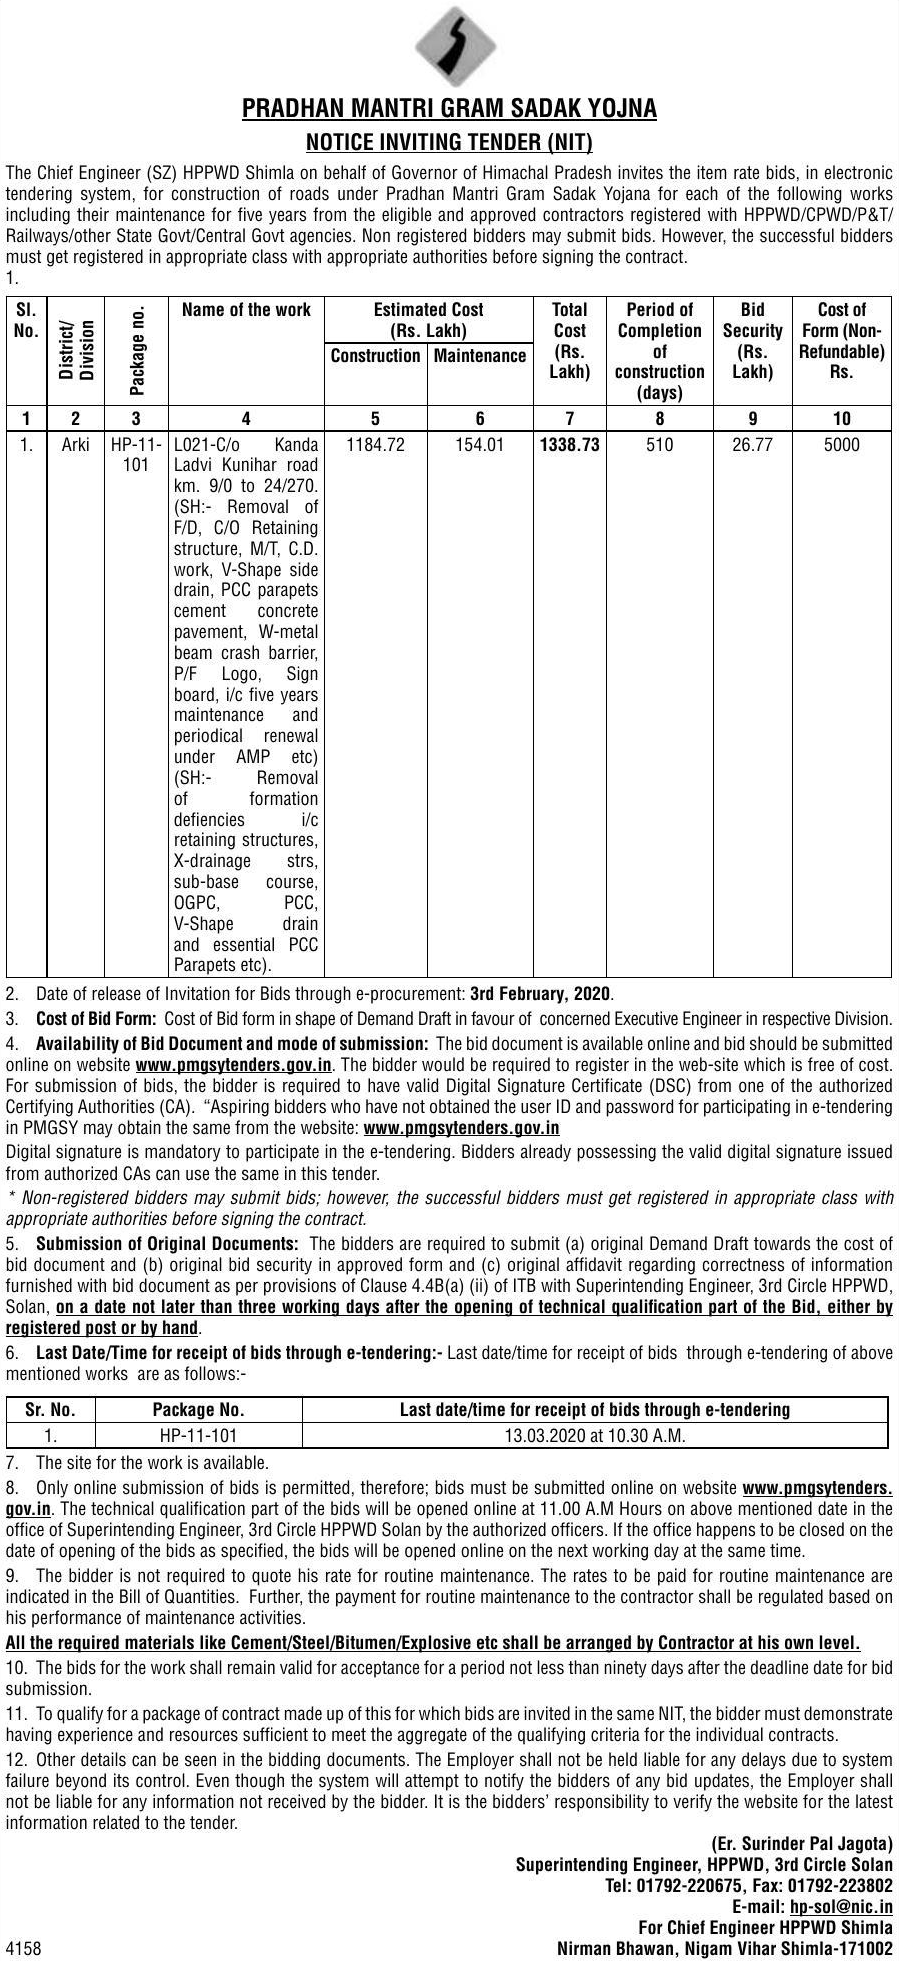 PRADHAN MANTRI GRAM SADAK YOJNA
NOTICE INVITING TENDER (NIT)
The Chief Engineer (SZ) HPPWD Shimla on behalf of Governor of Himachal Pradesh invites the item rate bids, in electronic
tendering system, for construction of roads under Pradhan Mantri Gram Sadak Yojana for each of the following works
including their maintenance for five years from the eligible and approved contractors registered with HPPWD/CPWD/P&T/
Railways/other State Govt/Central Govt agencies. Non registered bidders may submit bids. However, the successful bidders
must get registered in appropriate class with appropriate authorities before signing the contract.
1.
Sl. No. District/ Division Package no. Name of the work Estimated Cost (Rs. Lakh) Total Cost (Rs. Lakh) Period of Completion of construction (days) Bid Security (Rs. Lakh) Cost of Form (Non-Refundable) Rs.
Construction Maintenance
1 2 3 4 5 6 7 8 9 10
1. Arki HP-11- L021-C/o Kanda 1184.72 154.01 1338.73 510 26.77 5000
101 Ladvi Kunihar road
km. 9/0 to 24/270.
(SH:- Removal of
F/D, C/O Retaining
structure, M/T, C.D.
work, V-Shape side
drain, PCC parapets
cement concrete
pavement, W-metal
beam crash barrier,
P/F Logo, Sign
board, i/c five years
maintenance and
periodical renewal
under AMP etc)
(SH:- Removal
of formation
defiencies i/c
retaining structures,
X-drainage strs,
sub-base course,
OGPC, PCC,
V-Shape drain
and essential PCC
Parapets etc).
2. Date of release of Invitation for Bids through e-procurement: 3rd February, 2020.
3. Cost of Bid Form: Cost of Bid form in shape of Demand Draft in favour of concerned Executive Engineer in respective Division.
4. Availability of Bid Document and mode of submission: The bid document is available online and bid should be submitted
online on website www.pmgsytenders.gov.in. The bidder would be required to register in the web-site which is free of cost.
For submission of bids, the bidder is required to have valid Digital Signature Certificate (DSC) from one of the authorized
Certifying Authorities (CA). “Aspiring bidders who have not obtained the user ID and password for participating in e-tendering
in PMGSY may obtain the same from the website: www.pmgsytenders.gov.in
Digital signature is mandatory to participate in the e-tendering. Bidders already possessing the valid digital signature issued
from authorized CAs can use the same in this tender.
* Non-registered bidders may submit bids; however, the successful bidders must get registered in appropriate class with
appropriate authorities before signing the contract.
5. Submission of Original Documents: The bidders are required to submit (a) original Demand Draft towards the cost of
bid document and (b) original bid security in approved form and (c) original affidavit regarding correctness of information
furnished with bid document as per provisions of Clause 4.4B(a) (ii) of ITB with Superintending Engineer, 3rd Circle HPPWD,
Solan, on a date not later than three working days after the opening of technical qualification part of the Bid, either by
registered post or by hand.
6. Last Date/Time for receipt of bids through e-tendering:- Last date/time for receipt of bids through e-tendering of above
mentioned works are as follows:-
Sr. No. Package No. Last date/time for receipt of bids through e-tendering
1. HP-11-101 13.03.2020 at 10.30 A.M.
7. The site for the work is available.
8. Only online submission of bids is permitted, therefore; bids must be submitted online on website www.pmgsytenders.
gov.in. The technical qualification part of the bids will be opened online at 11.00 A.M Hours on above mentioned date in the
office of Superintending Engineer, 3rd Circle HPPWD Solan by the authorized officers. If the office happens to be closed on the
date of opening of the bids as specified, the bids will be opened online on the next working day at the same time.
9. The bidder is not required to quote his rate for routine maintenance. The rates to be paid for routine maintenance are
indicated in the Bill of Quantities. Further, the payment for routine maintenance to the contractor shall be regulated based on
his performance of maintenance activities.
All the required materials like Cement/Steel/Bitumen/Explosive etc shall be arranged by Contractor at his own level.
10. The bids for the work shall remain valid for acceptance for a period not less than ninety days after the deadline date for bid
submission.
11. To qualify for a package of contract made up of this for which bids are invited in the same NIT, the bidder must demonstrate
having experience and resources sufficient to meet the aggregate of the qualifying criteria for the individual contracts.
12. Other details can be seen in the bidding documents. The Employer shall not be held liable for any delays due to system
failure beyond its control. Even though the system will attempt to notify the bidders of any bid updates, the Employer shall
not be liable for any information not received by the bidder. It is the bidders’ responsibility to verify the website for the latest
information related to the tender.
(Er. Surinder Pal Jagota)
Superintending Engineer, HPPWD, 3rd Circle Solan
Tel: 01792-220675, Fax: 01792-223802
E-mail: hp-sol@nic.in
For Chief Engineer HPPWD Shimla
4158 Nirman Bhawan, Nigam Vihar Shimla-171002